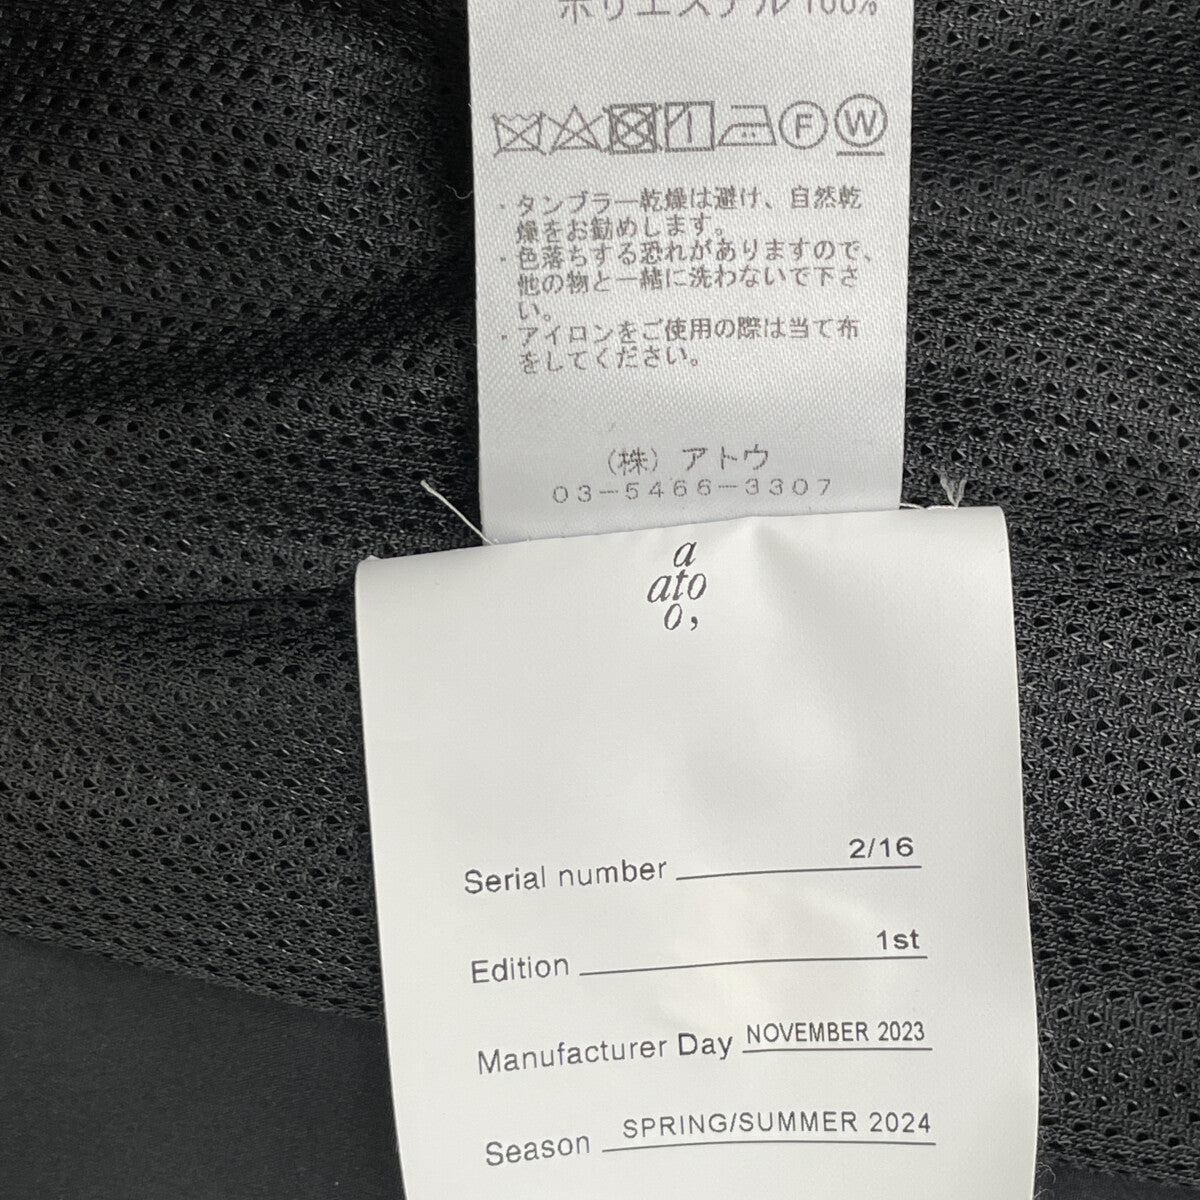 ポリエステル 100%
F W
・タンブラー乾燥は避け、自然乾
燥をお勧めします。
・色落ちする恐れがありますので、
他の物と一緒に洗わないで下さ
い。
・アイロンをご使用の際は当て布
をしてください。
(株) アトウ
03-5466-3307
a
ato
o,
Serial number 2/16
Edition 1st
Manufacturer Day NOVEMBER 2023
Season SPRING/SUMMER 2024